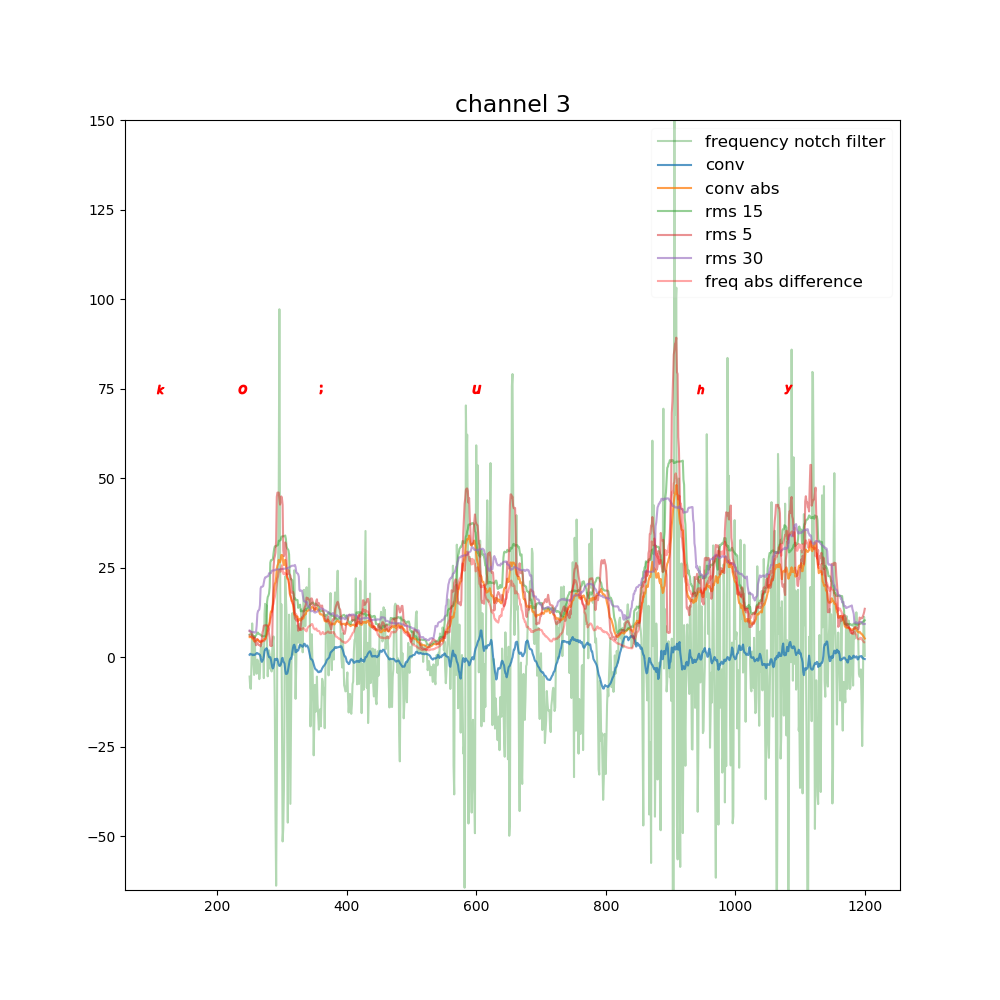 channel 3
150
125
100
75
50
25
0
−25
−50
frequency notch filter
conv
conv abs
rms 15
rms 5
rms 30
freq abs difference
k o ; u h y
200 400 600 800 1000 1200